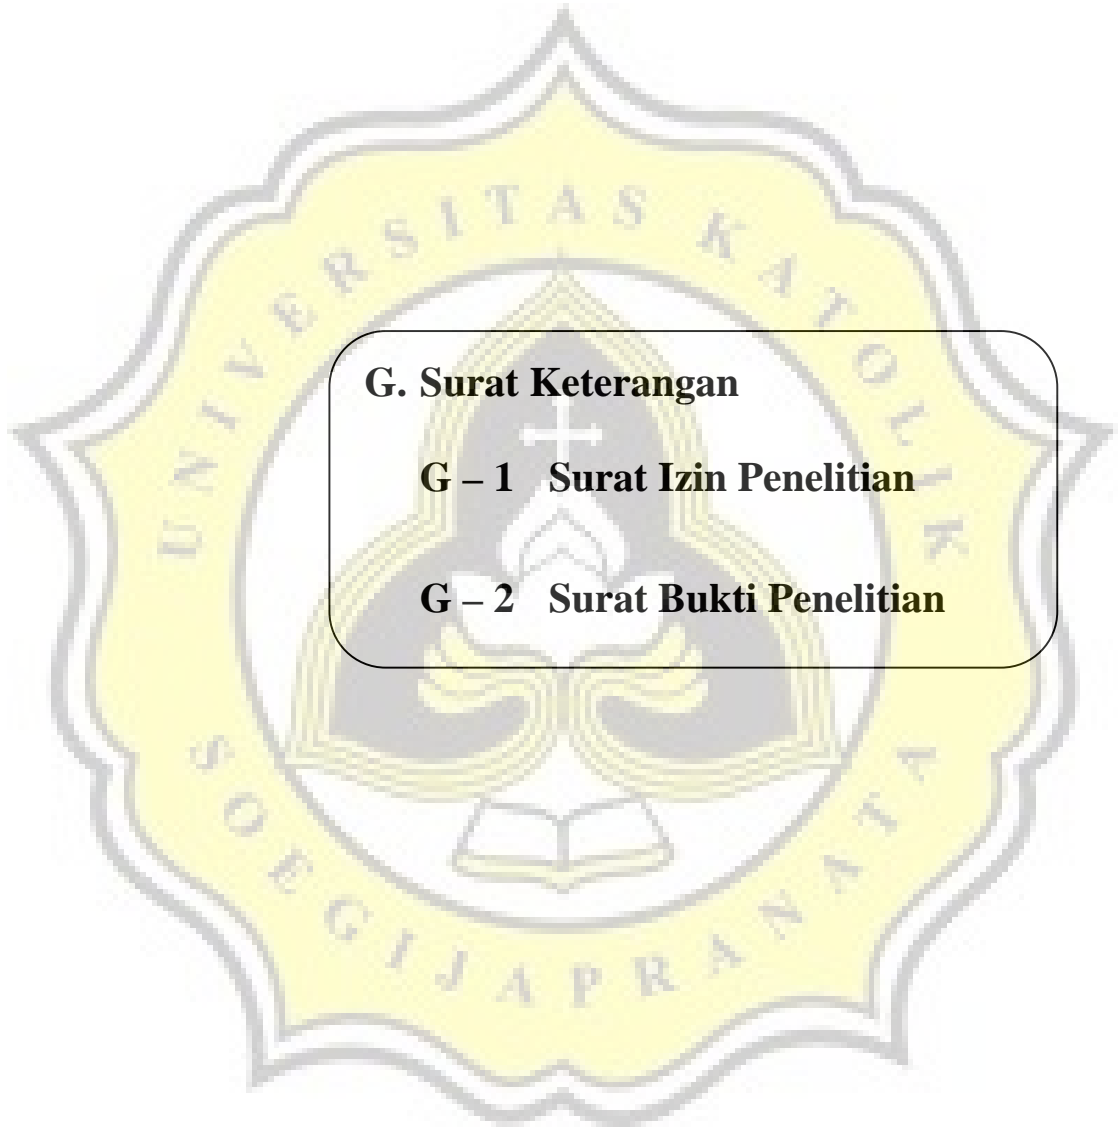 UNIVERSITAS KATOLIK
G. Surat Keterangan
G – 1 Surat Izin Penelitian
G – 2 Surat Bukti Penelitian
SOEGIJAPRANATA